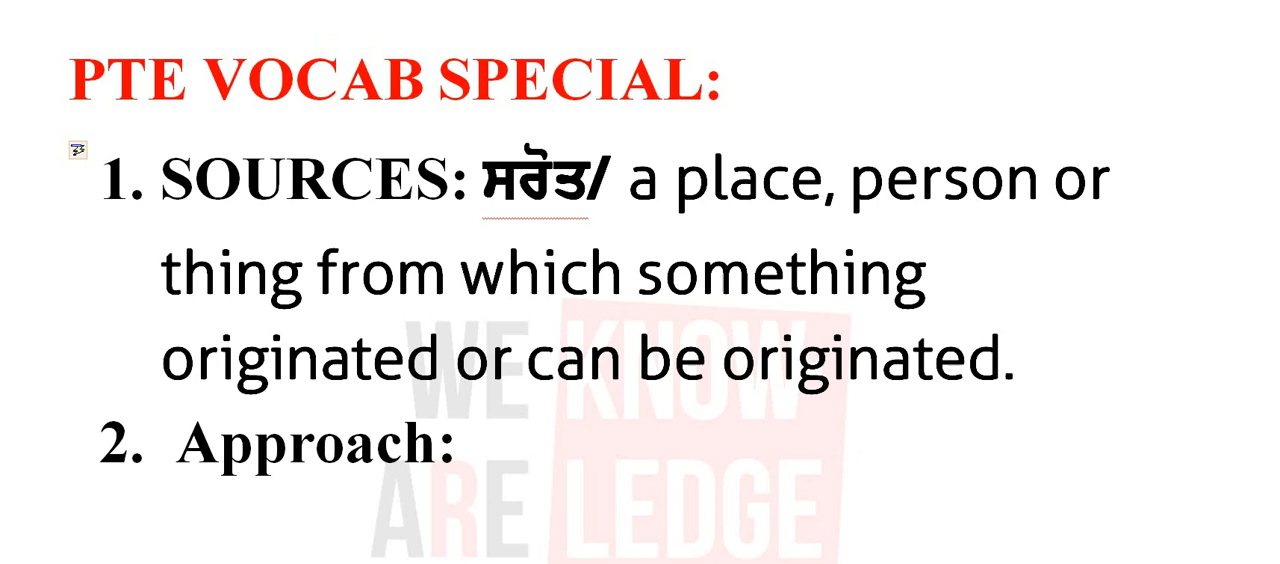 PTE VOCAB SPECIAL:
1. SOURCES: ਸਰੋਤ/ a place, person or
thing from which something
originated or can be originated.
2. Approach:
WE KNOW
ARE LEDGE